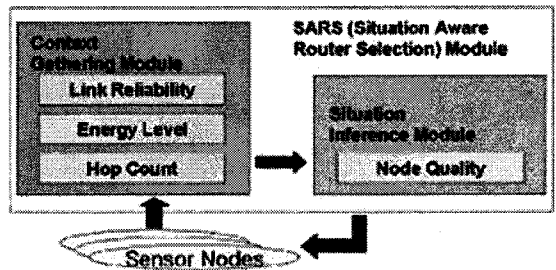 SARS (Situation Aware
Router Selection) Module
Context
Gathering Module
Link Reliability
Energy Level
Hop Count
Situation
Inference Module
Node Quality
Sensor Nodes